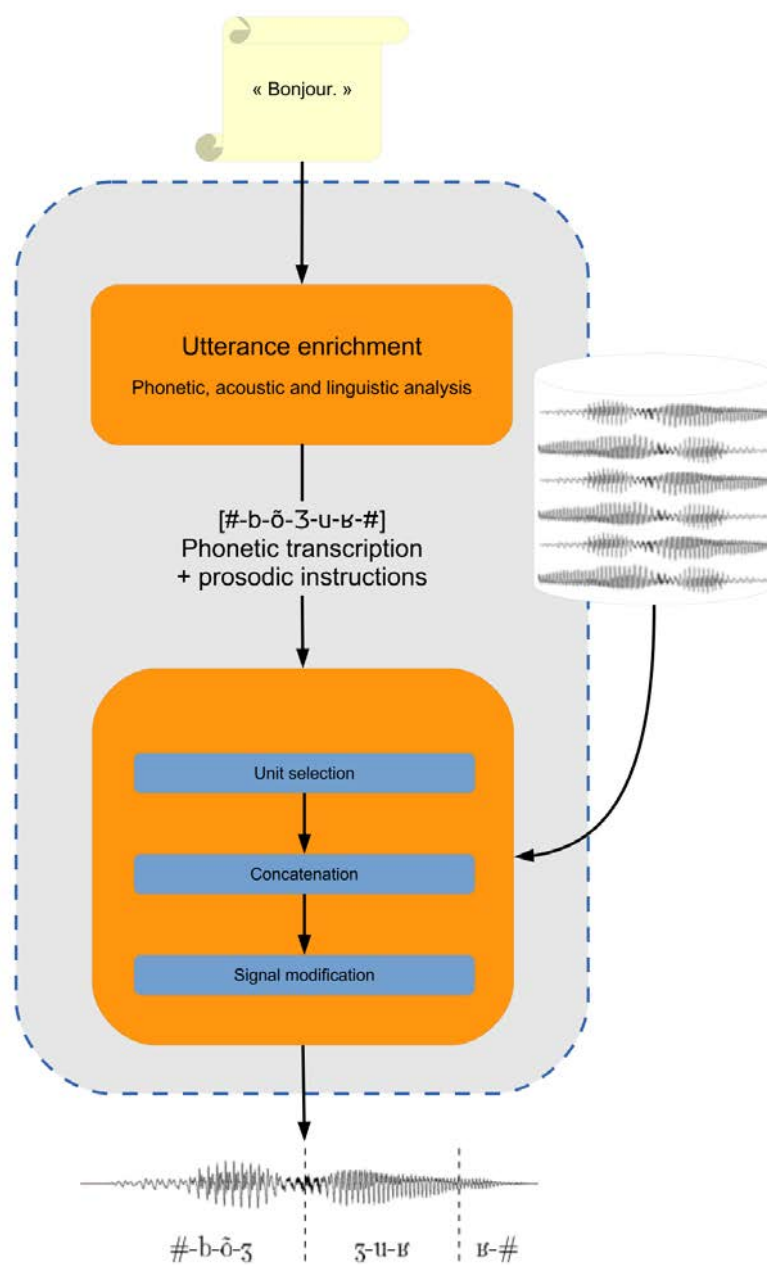 « Bonjour. »
Utterance enrichment
Phonetic, acoustic and linguistic analysis
[#-b-õ-Ʒ-u-ʁ-#]
Phonetic transcription
+ prosodic instructions
Unit selection
Concatenation
Signal modification
#-b-õ-ʒ ʒ-u-ʁ ʁ-#